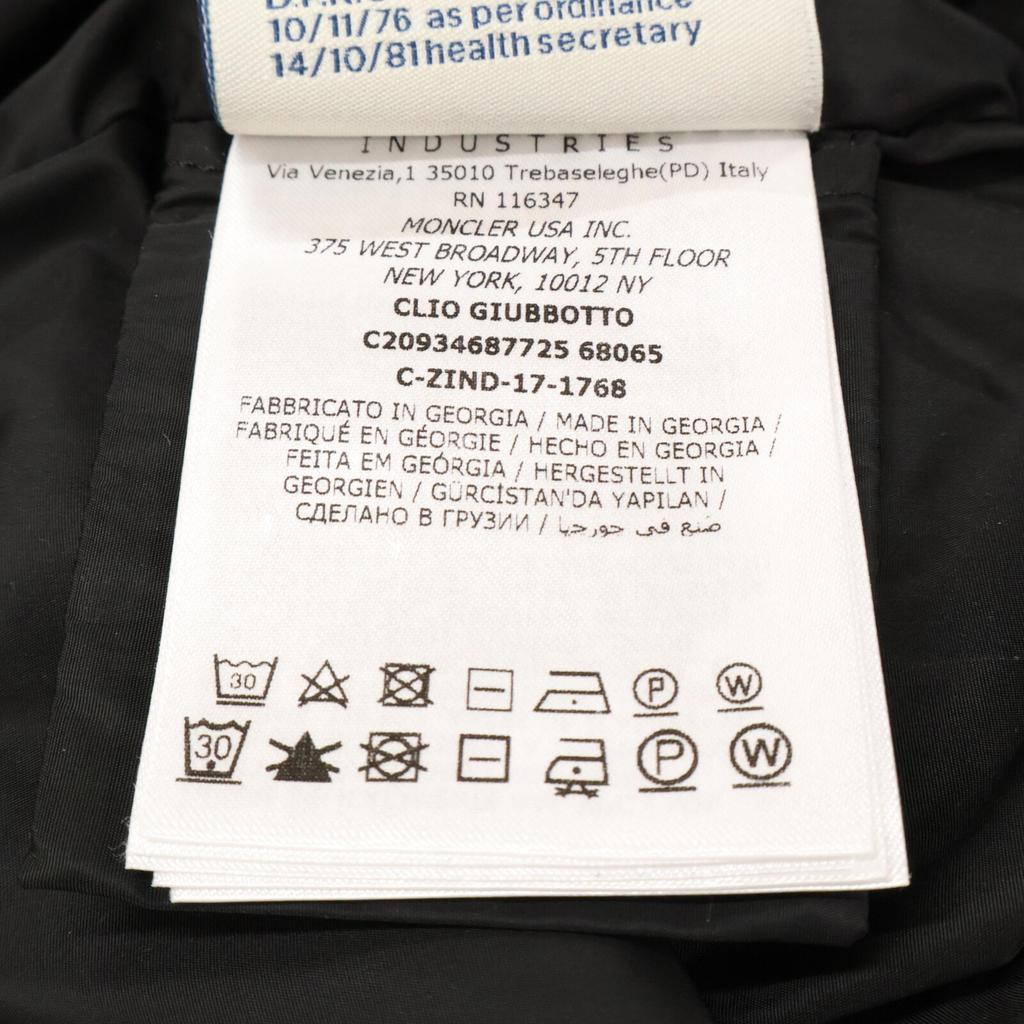 10/11/76 as per ordinance
14/10/81 health secretary
INDUSTRIES
Via Venezia,1 35010 Trebaseleghe(PD) Italy
RN 116347
MONCLER USA INC.
375 WEST BROADWAY, 5TH FLOOR
NEW YORK, 10012 NY
CLIO GIUBBOTTO
C20934687725 68065
C-ZIND-17-1768
FABBRICATO IN GEORGIA / MADE IN GEORGIA /
FABRIQUÉ EN GÉORGIE / HECHO EN GEORGIA /
FEITA EM GEÓRGIA / HERGESTELLT IN
GEORGIEN / GÜRCİSTAN'DA YAPILAN /
СДЕЛАНО В ГРУЗИИ / صنع في جورجيا
30 P W
30 P W